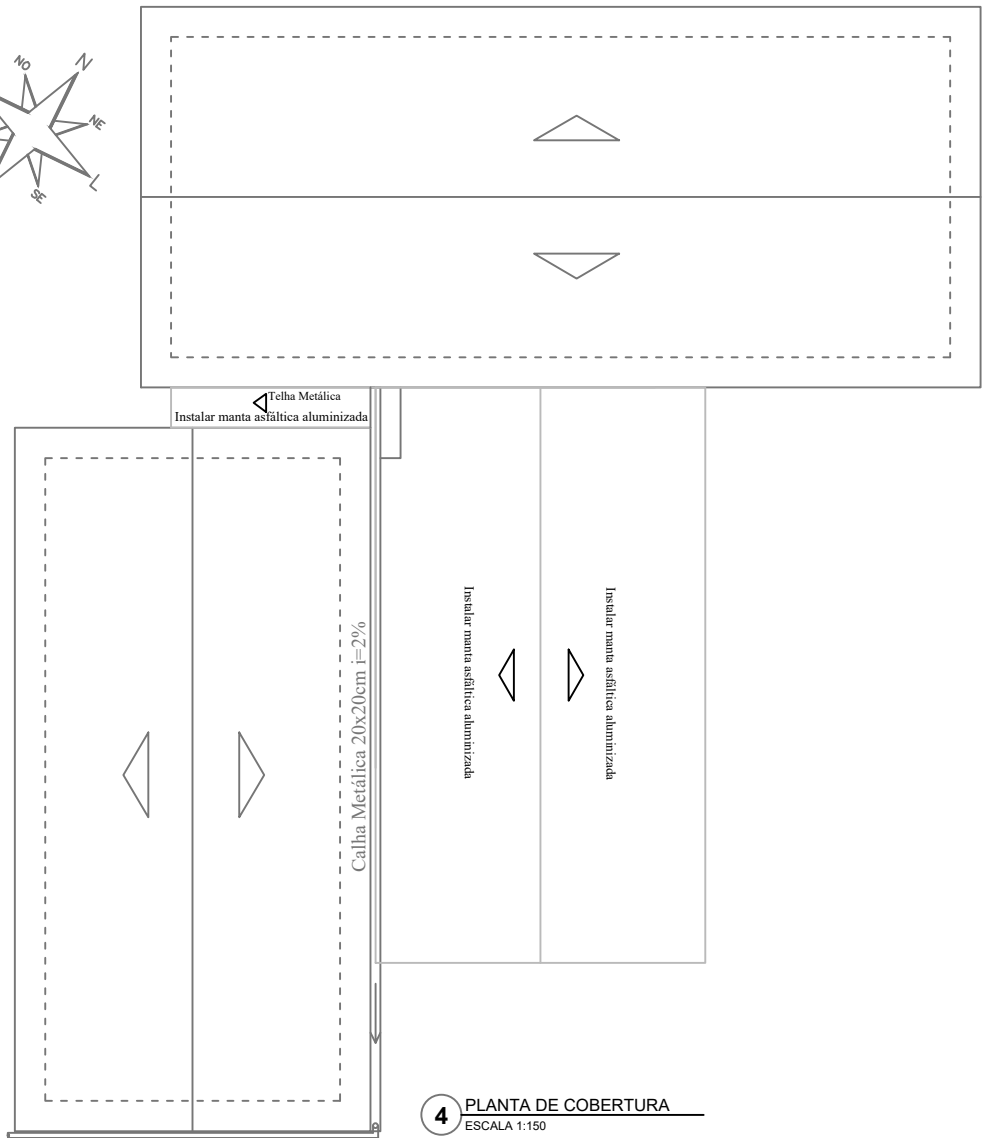 NO
N
NE
L
SE
Telha Metálica
Instalar manta asfáltica aluminizada
Calha Metálica 20x20cm i=2%
Instalar manta asfáltica aluminizada
Instalar manta asfáltica aluminizada
4
PLANTA DE COBERTURA
ESCALA 1:150